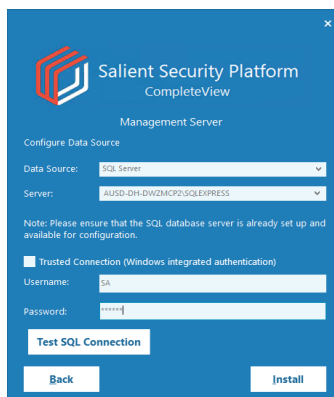 ×
Salient Security Platform
CompleteView
Management Server
Configure Data Source
Data Source: SQL Server
Server: AUSD-DH-DWZMCP2\SQLEXPRESS
Note: Please ensure that the SQL database server is already set up and
available for configuration.
Trusted Connection (Windows integrated authentication)
Username: SA
Password: ******
Test SQL Connection
Back Install